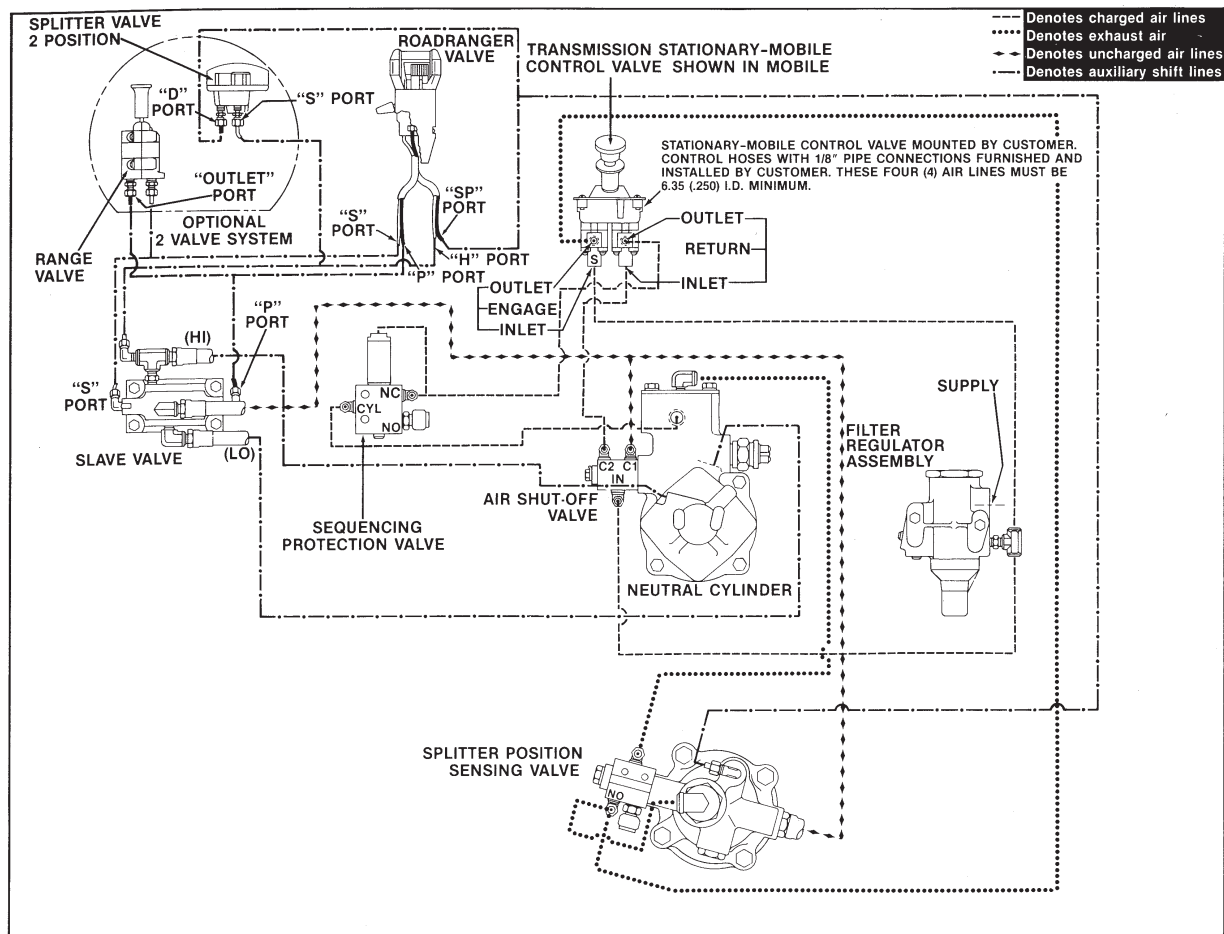 SPLITTER VALVE
2 POSITION
ROADRANGER
VALVE
TRANSMISSION STATIONARY-MOBILE
CONTROL VALVE SHOWN IN MOBILE
Denotes charged air lines
Denotes exhaust air
Denotes uncharged air lines
Denotes auxiliary shift lines
"D"
PORT
"S" PORT
"OUTLET"
PORT
OPTIONAL
2 VALVE SYSTEM
RANGE
VALVE
STATIONARY-MOBILE CONTROL VALVE MOUNTED BY CUSTOMER.
CONTROL HOSES WITH 1/8" PIPE CONNECTIONS FURNISHED AND
INSTALLED BY CUSTOMER. THESE FOUR (4) AIR LINES MUST BE
6.35 (.250) I.D. MINIMUM.
"SP"
PORT
"S"
PORT
"H" PORT
"P"
OUTLET
RETURN
INLET
S
OUTLET
ENGAGE
INLET
"P"
PORT
(HI)
"S"
PORT
(LO)
SLAVE VALVE
NC
CYL
NO
SEQUENCING
PROTECTION VALVE
C2 C1
IN
AIR SHUT-OFF
VALVE
NEUTRAL CYLINDER
SUPPLY
FILTER
REGULATOR
ASSEMBLY
SPLITTER POSITION
SENSING VALVE
NO